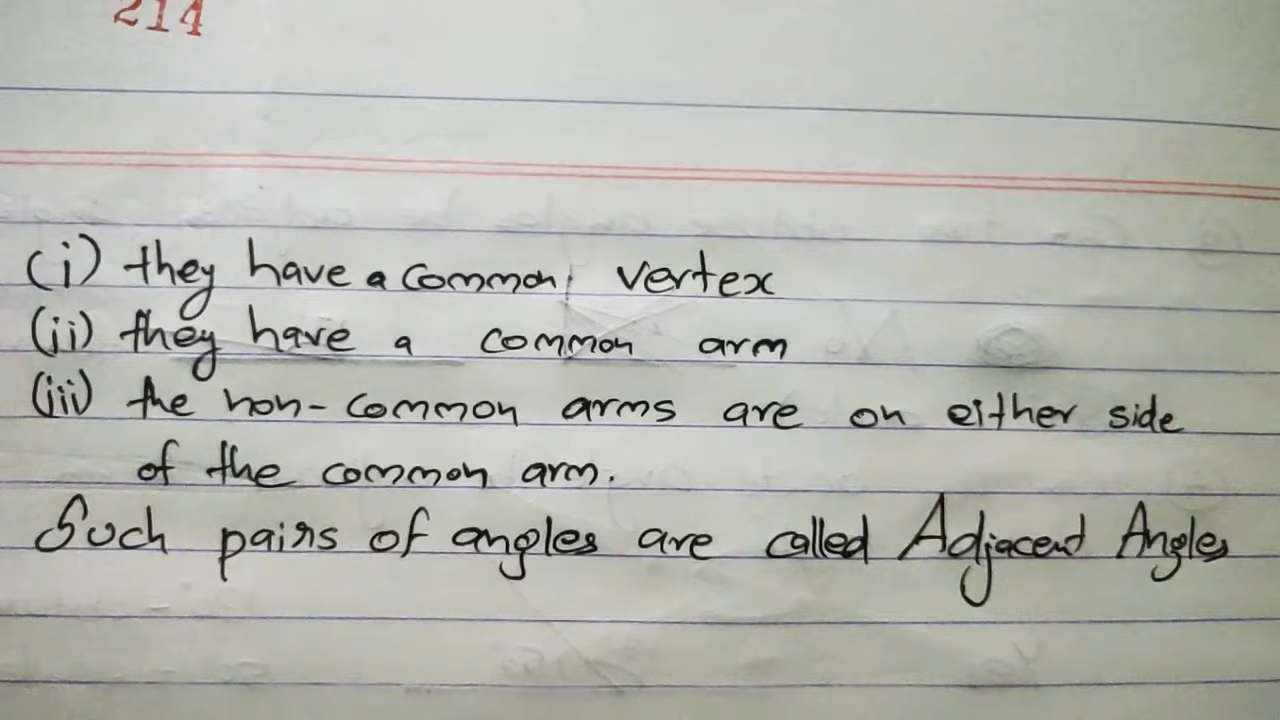 214
(i) they have a common vertex
(ii) they have a common arm
(iii) the non-common arms are on either side
of the common arm.
Such pairs of angles are called Adjacent Angles